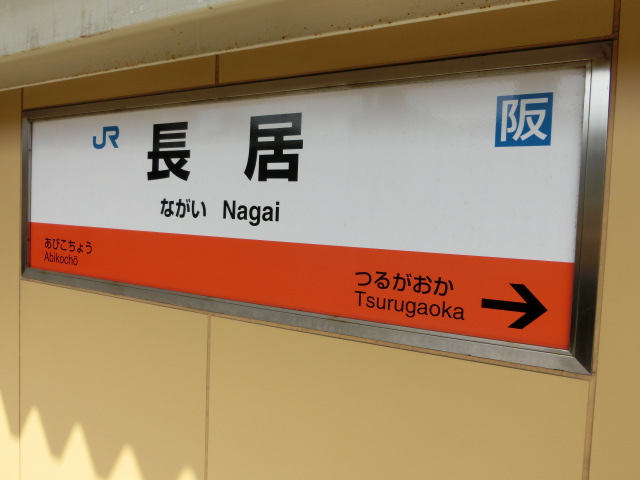 JR 長居 阪
ながい Nagai
あびこちょう
Abikochō
つるがおか
Tsurugaoka